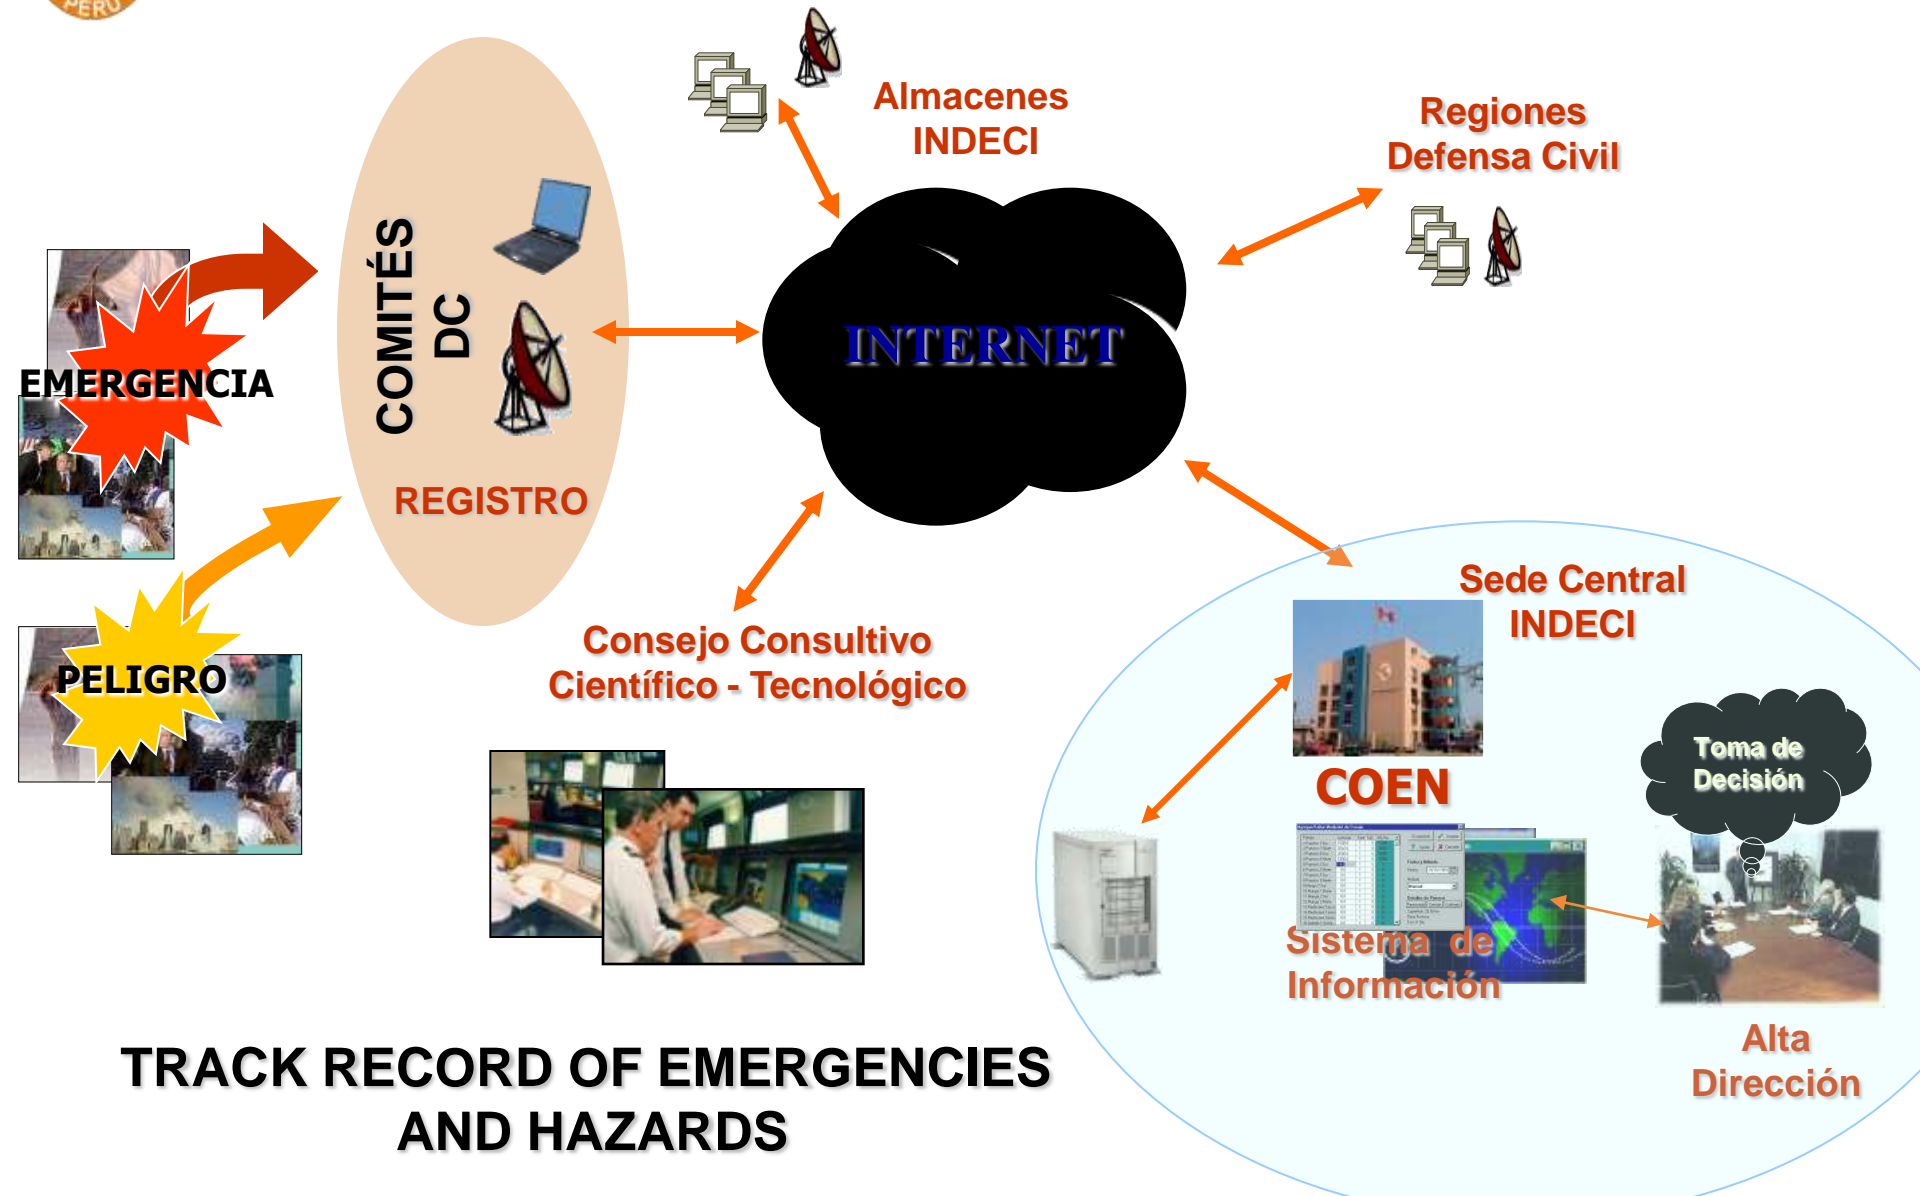 PERU
Almacenes
INDECI
Regiones
Defensa Civil
COMITÉS
DC
REGISTRO
EMERGENCIA
INTERNET
PELIGRO
Consejo Consultivo
Científico - Tecnológico
Sede Central
INDECI
COEN
Toma de
Decisión
Sistema de
Información
Alta
Dirección
TRACK RECORD OF EMERGENCIES
AND HAZARDS